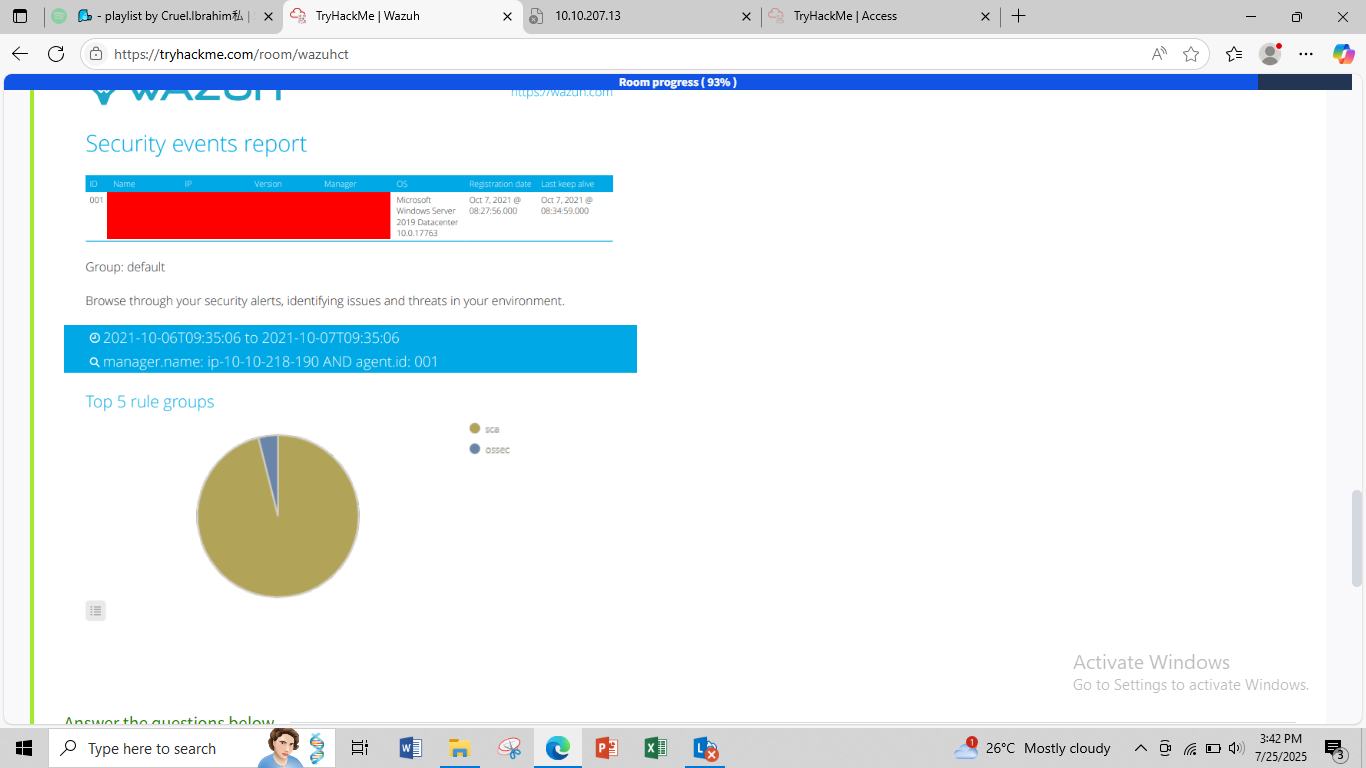 - playlist by Cruel.Ibrahim私 |
TryHackMe | Wazuh
10.10.207.13
TryHackMe | Access
https://tryhackme.com/room/wazuhct
Room progress ( 93% )
wazuh
https://wazuh.com
Security events report
ID Name IP Version Manager OS Registration date Last keep alive
001 Microsoft Oct 7, 2021 @ Oct 7, 2021 @
Windows Server 08:27:56.000 08:34:59.000
2019 Datacenter
10.0.17763
Group: default
Browse through your security alerts, identifying issues and threats in your environment.
2021-10-06T09:35:06 to 2021-10-07T09:35:06
manager.name: ip-10-10-218-190 AND agent.id: 001
Top 5 rule groups
sca
ossec
Activate Windows
Go to Settings to activate Windows.
Answer the questions below
Type here to search
1
26°C Mostly cloudy
3:42 PM
7/25/2025
3